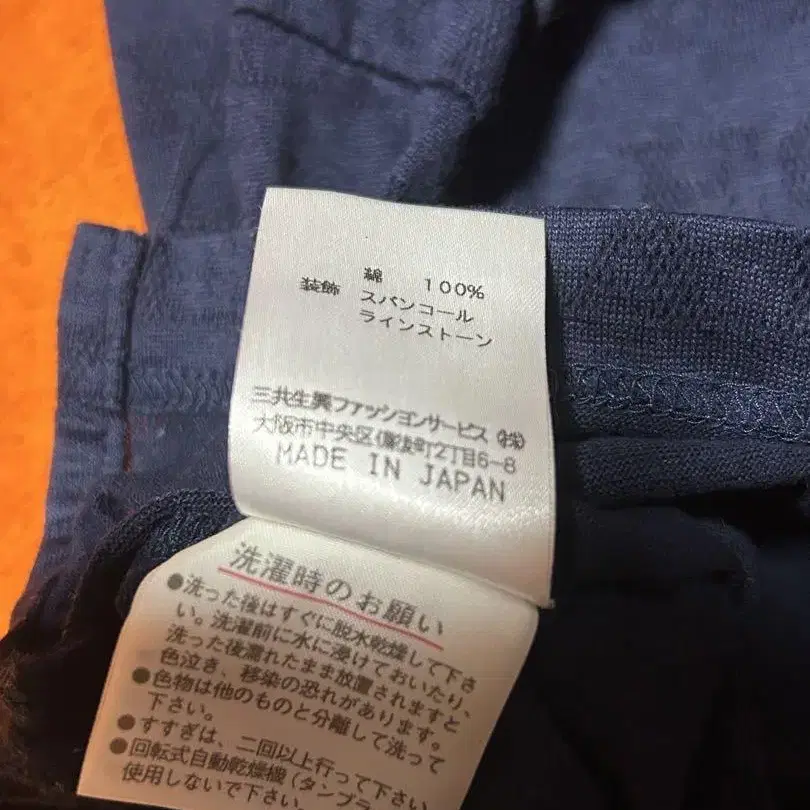 綿 100%
装飾 スパンコール
ラインストーン
三共生興ファッションサービス ㈱
大阪市中央区備後町2丁目6-8
MADE IN JAPAN
洗濯時のお願い
●洗った後はすぐに脱水乾燥して下さ
い。洗濯前に水に浸けておいたり、
洗った後濡れたまま放置されますと
色泣き、移染の恐れがあります。
●色物は他のものと分離して洗って
下さい。
●すすぎは、二回以上行って下さい
●回転式自動乾燥機(タンブラ
使用しないで下さい。